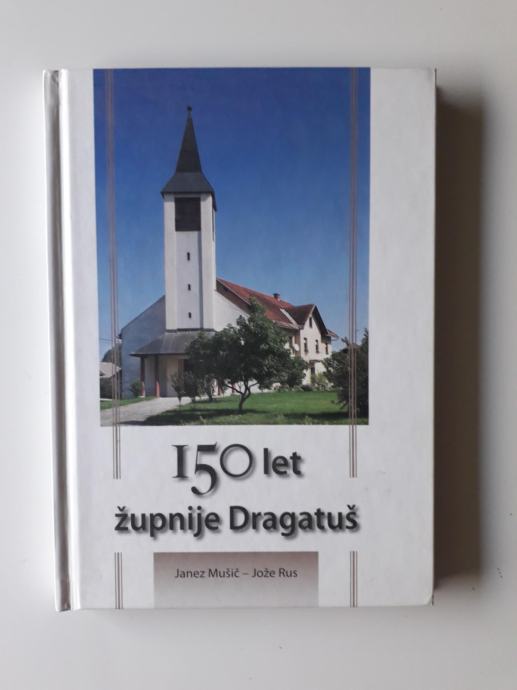 150 let
župnije Dragatuš
Janez Mušič – Jože Rus